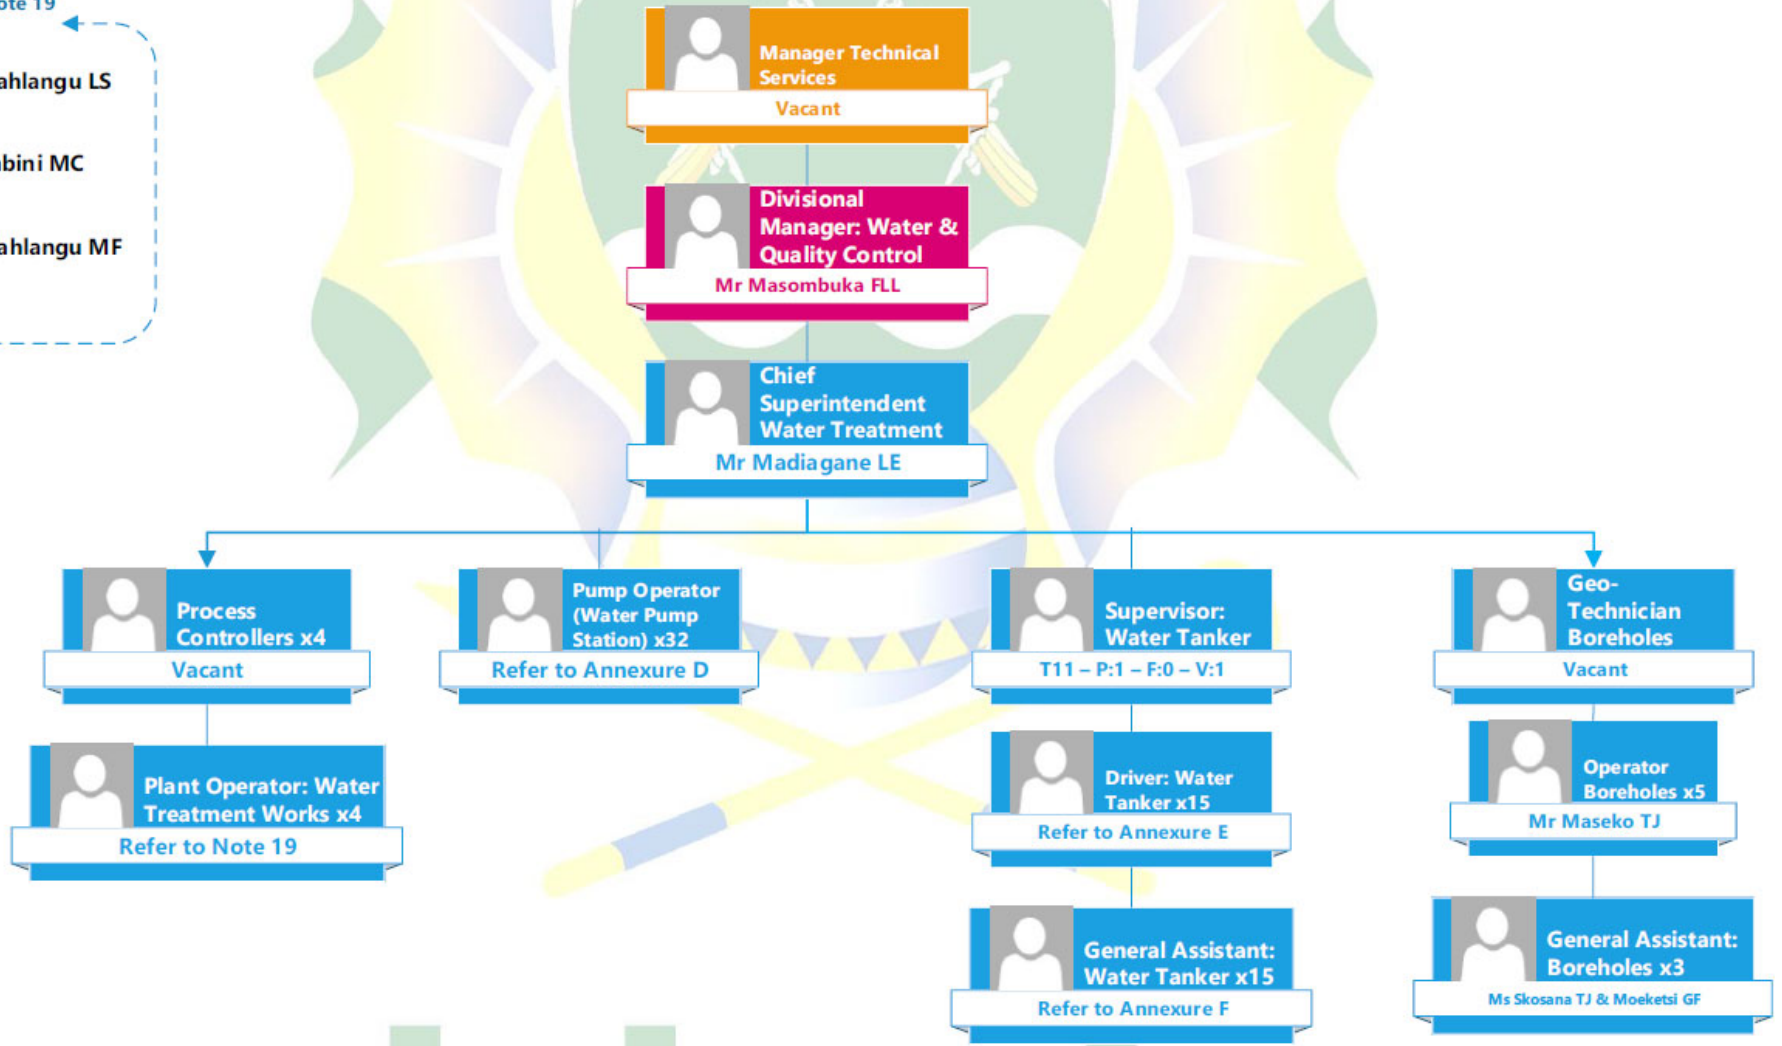 19
LS
MC
MF
Manager Technical
Services
Vacant
Divisional
Manager: Water &
Quality Control
Mr Masombuka FLL
Chief
Superintendent
Water Treatment
Mr Madiagane LE
Process
Controllers x4
Vacant
Plant Operator: Water
Treatment Works x4
Refer to Note 19
Pump Operator
(Water Pump
Station) x32
Refer to Annexure D
Supervisor:
Water Tanker
T11 – P:1 – F:0 – V:1
Driver: Water
Tanker x15
Refer to Annexure E
General Assistant:
Water Tanker x15
Refer to Annexure F
Geo-
Technician
Boreholes
Vacant
Operator
Boreholes x5
Mr Maseko TJ
General Assistant:
Boreholes x3
Ms Skosana TJ & Moeketsi GF